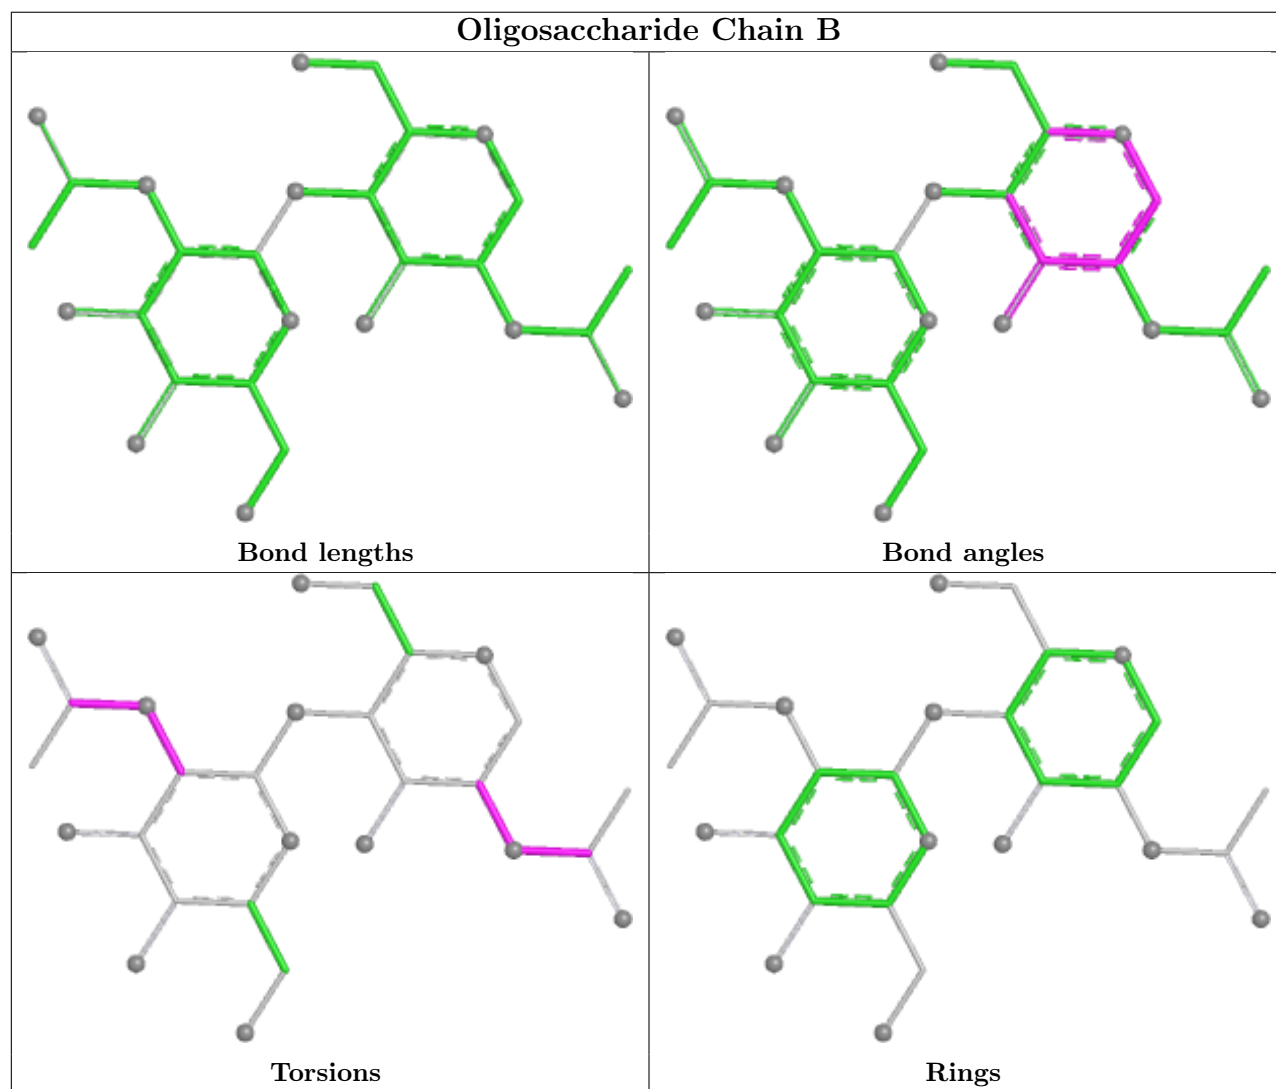 Oligosaccharide Chain B
Bond lengths
Bond angles
Torsions
Rings